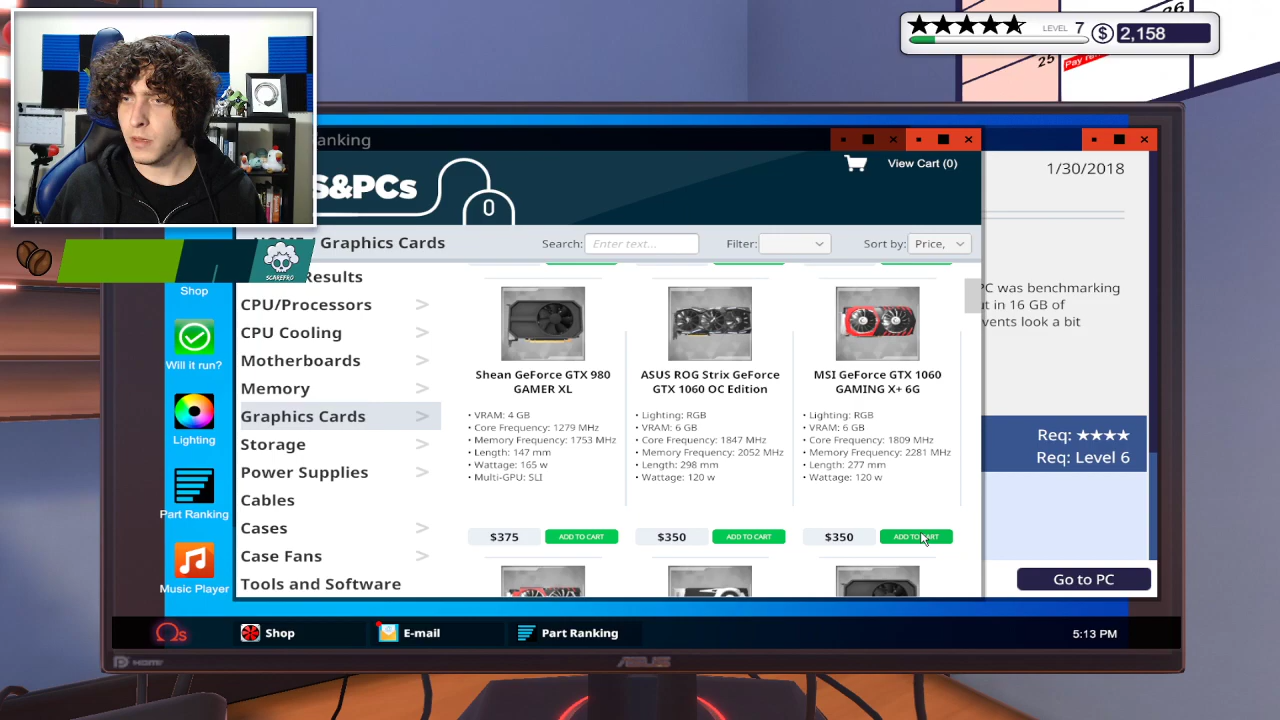 26
LEVEL 7
$ 2,158
25
anking
S&PCs
View Cart (0)
1/30/2018
Graphics Cards
Search: Enter text...
Filter:
Sort by: Price,
Results
CPU/Processors >
CPU Cooling >
Motherboards >
Memory >
Graphics Cards >
Storage >
Power Supplies >
Cables
Cases >
Case Fans >
Tools and Software
SCAREPRO
Shop
Will it run?
Lighting
Part Ranking
Music Player
Shean GeForce GTX 980
GAMER XL
• VRAM: 4 GB
• Core Frequency: 1279 MHz
• Memory Frequency: 1753 MHz
• Length: 147 mm
• Wattage: 165 w
• Multi-GPU: SLI
$375
ADD TO CART
ASUS ROG Strix GeForce
GTX 1060 OC Edition
• Lighting: RGB
• VRAM: 6 GB
• Core Frequency: 1847 MHz
• Memory Frequency: 2052 MHz
• Length: 298 mm
• Wattage: 120 w
$350
ADD TO CART
MSI GeForce GTX 1060
GAMING X+ 6G
• Lighting: RGB
• VRAM: 6 GB
• Core Frequency: 1809 MHz
• Memory Frequency: 2281 MHz
• Length: 277 mm
• Wattage: 120 w
$350
ADD TO CART
PC was benchmarking
ut in 16 GB of
vents look a bit
Req: ★★★★
Req: Level 6
Go to PC
Shop
E-mail
Part Ranking
5:13 PM
HDMI
ASUS